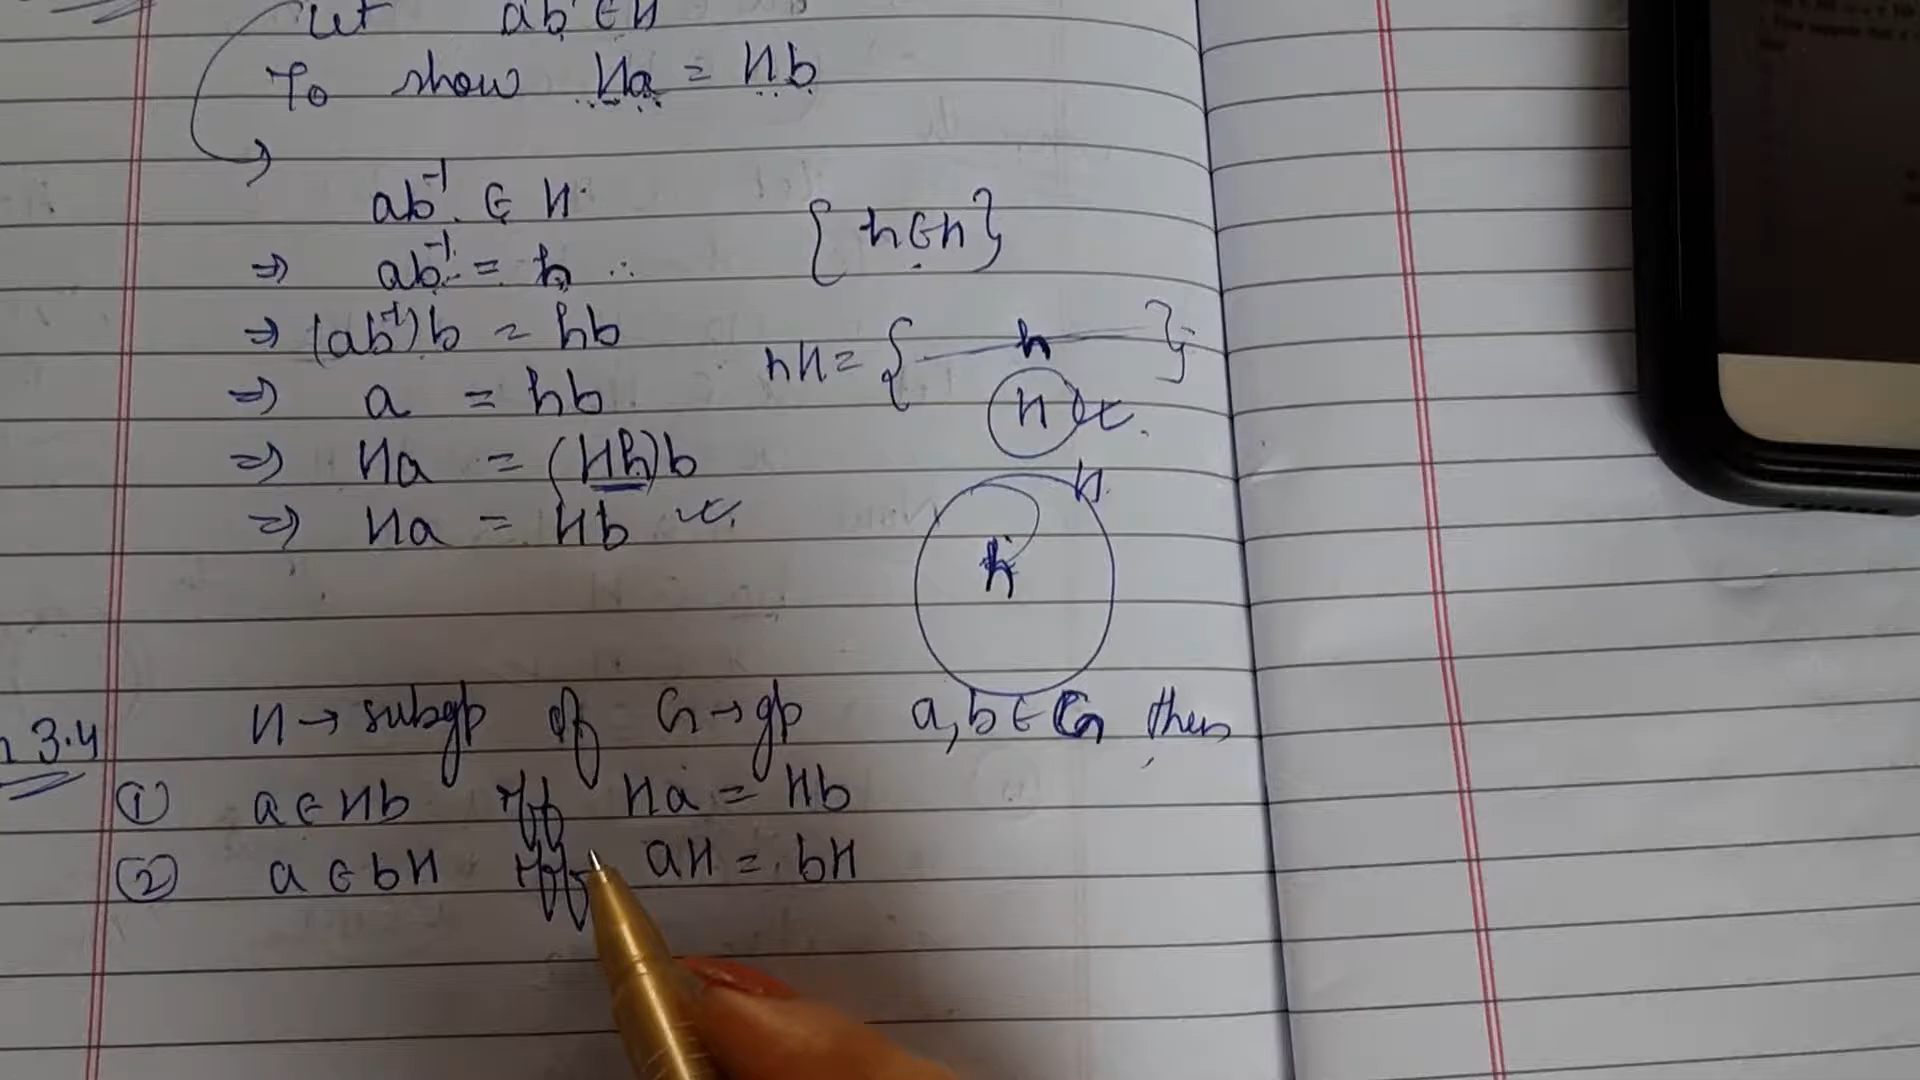 Let ab⁻¹ ∈ H
To show Ha = Hb
ab⁻¹ ∈ H
{h∈H}
⇒ ab⁻¹ = h
⇒ (ab⁻¹)b = hb
hH = { h }
⇒ a = hb
H
⇒ Ha = (Hh)b
H
⇒ Ha = Hb
h
3.4 H → subgp of G → gp a, b ∈ G then
① a ∈ Hb iff Ha = Hb
② a ∈ bH iff aH = bH